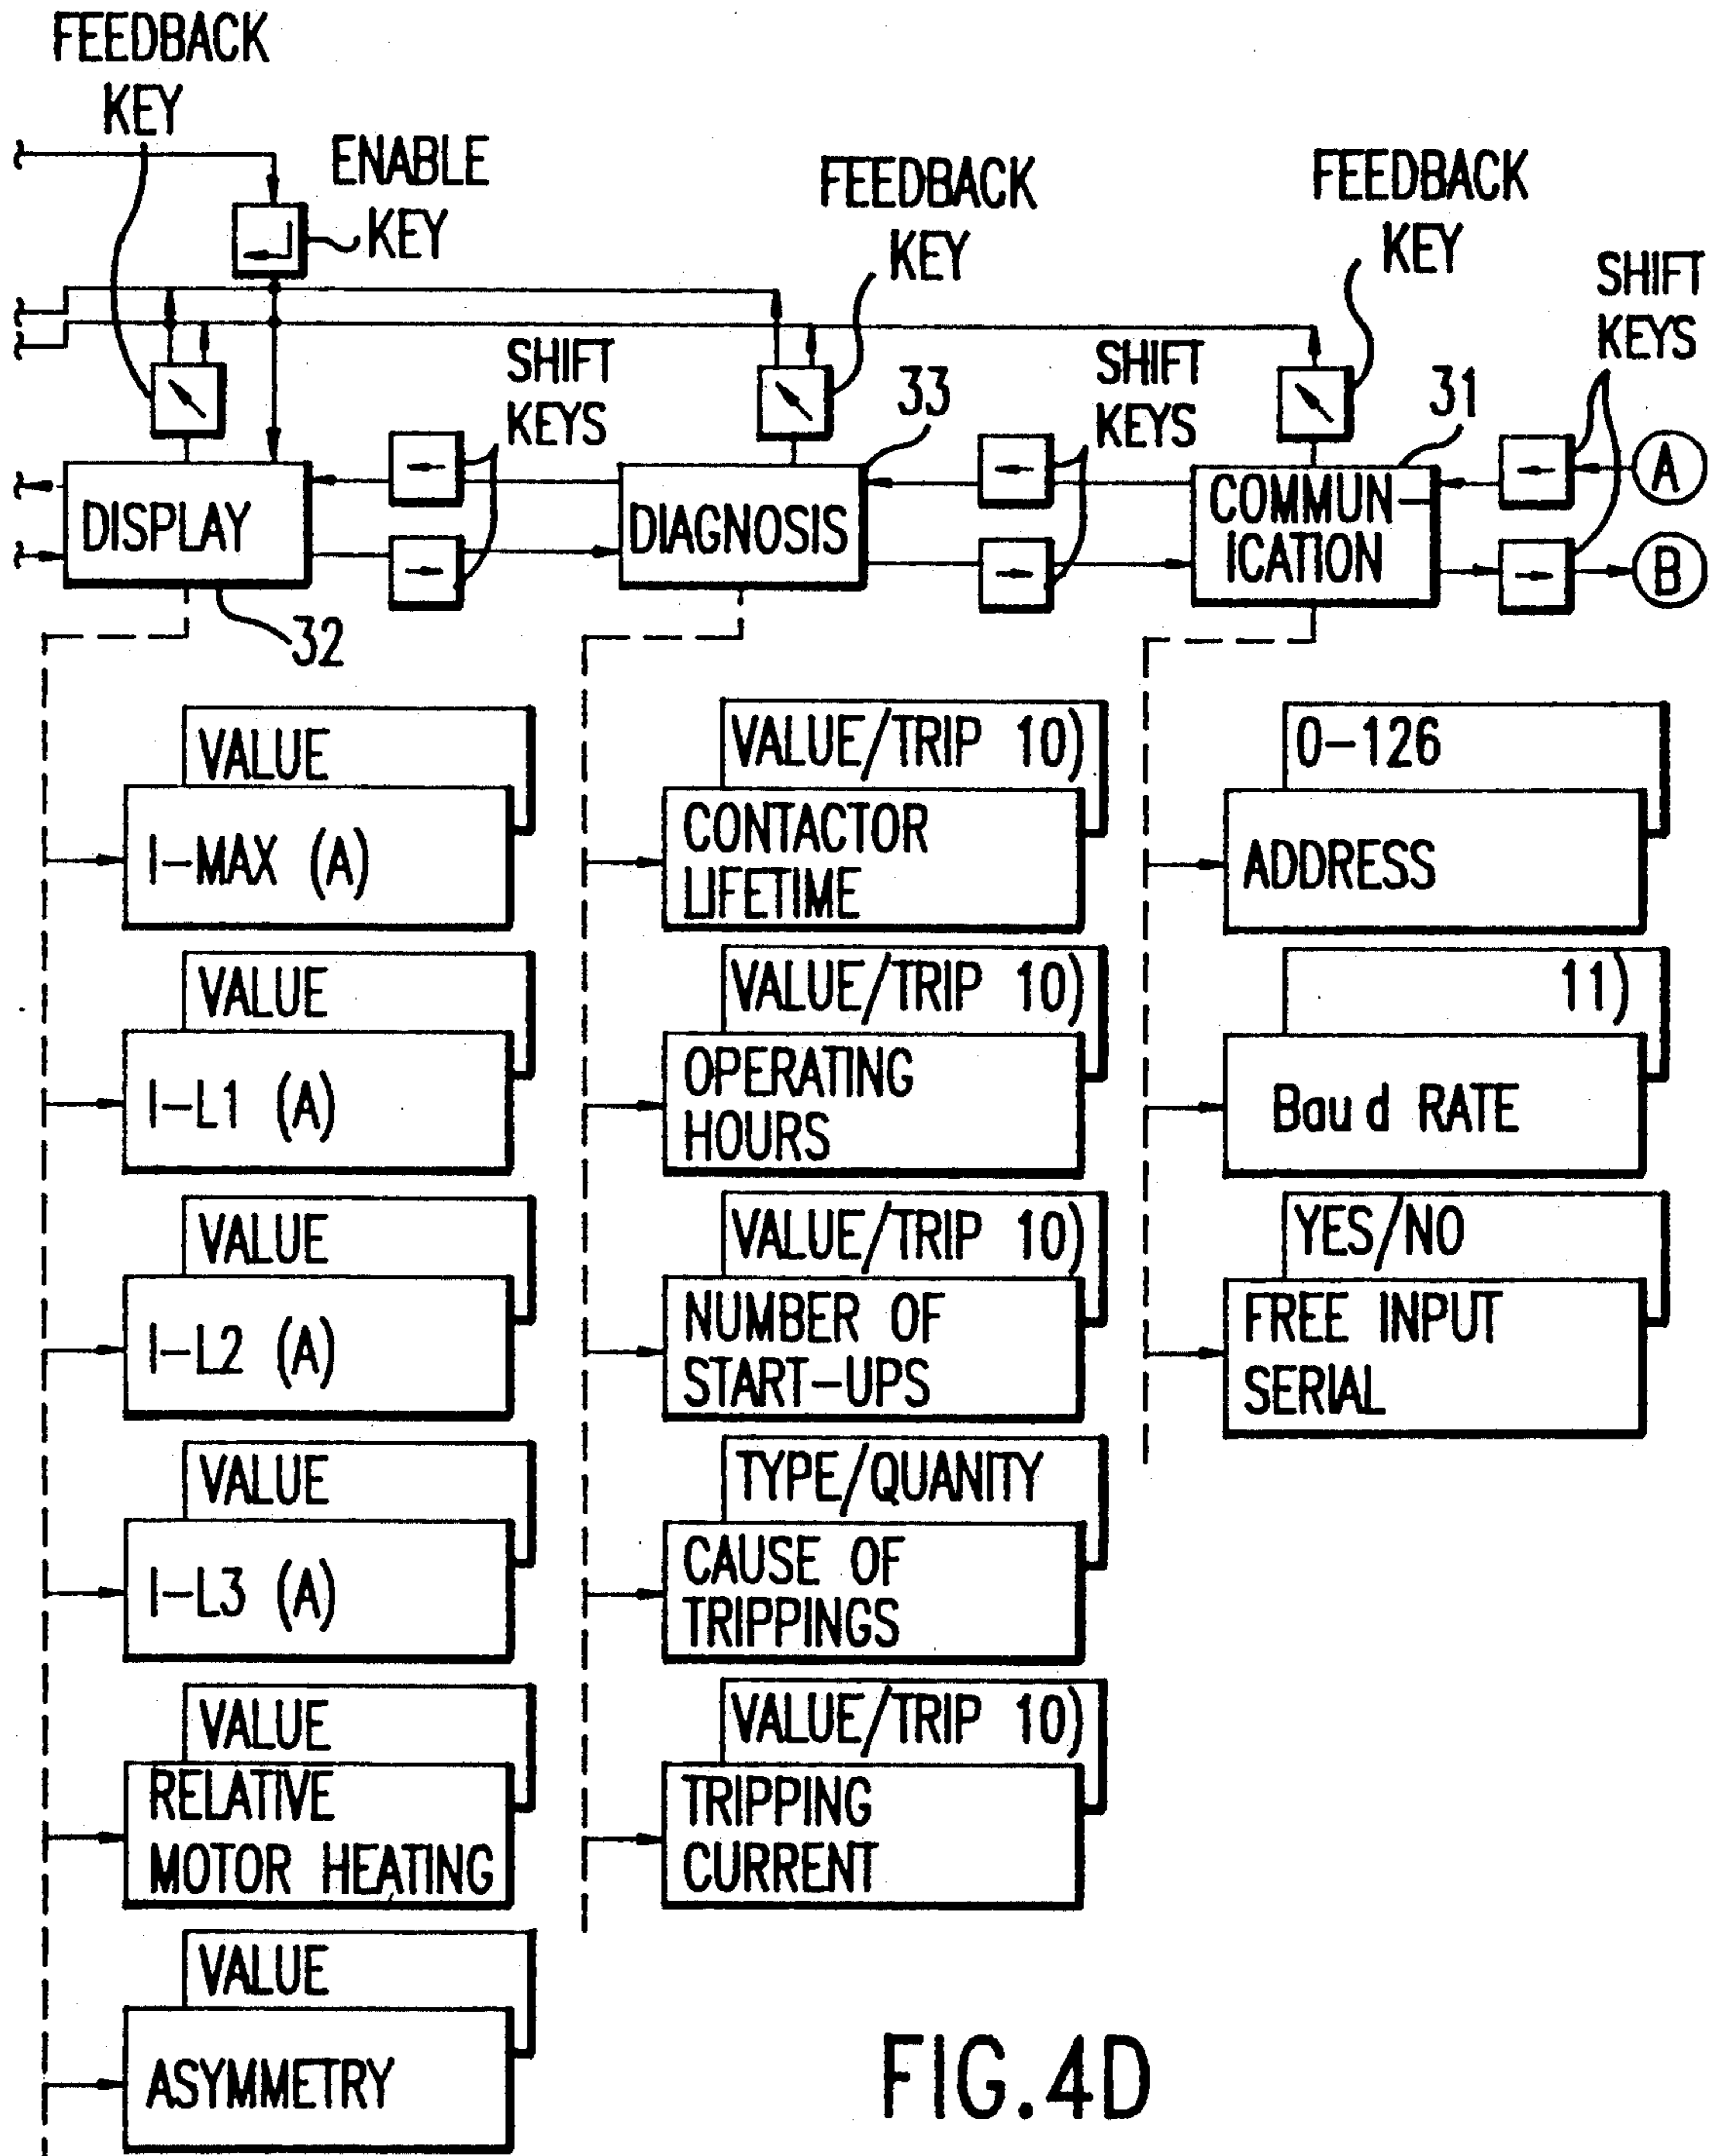 FEEDBACK
KEY
ENABLE
KEY
FEEDBACK
KEY
FEEDBACK
KEY
SHIFT
KEYS
SHIFT
KEYS
33
SHIFT
KEYS
31
A
DISPLAY
DIAGNOSIS
COMMUN-
ICATION
B
32
VALUE
I-MAX (A)
VALUE
I-L1 (A)
VALUE
I-L2 (A)
VALUE
I-L3 (A)
VALUE
RELATIVE
MOTOR HEATING
VALUE
ASYMMETRY
VALUE/TRIP 10)
CONTACTOR
LIFETIME
VALUE/TRIP 10)
OPERATING
HOURS
VALUE/TRIP 10)
NUMBER OF
START-UPS
TYPE/QUANITY
CAUSE OF
TRIPPINGS
VALUE/TRIP 10)
TRIPPING
CURRENT
0-126
ADDRESS
11)
Baud RATE
YES/NO
FREE INPUT
SERIAL
FIG.4D